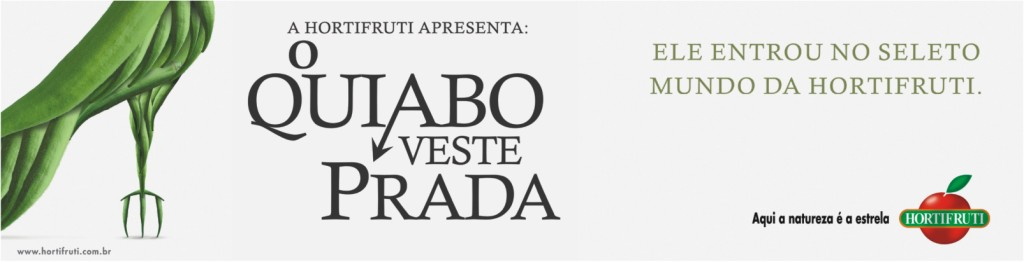 A HORTIFRUTI APRESENTA:
O
QUIABO
VESTE
PRADA
ELE ENTROU NO SELETO
MUNDO DA HORTIFRUTI.
Aqui a natureza é a estrela
HORTIFRUTI
www.hortifruti.com.br